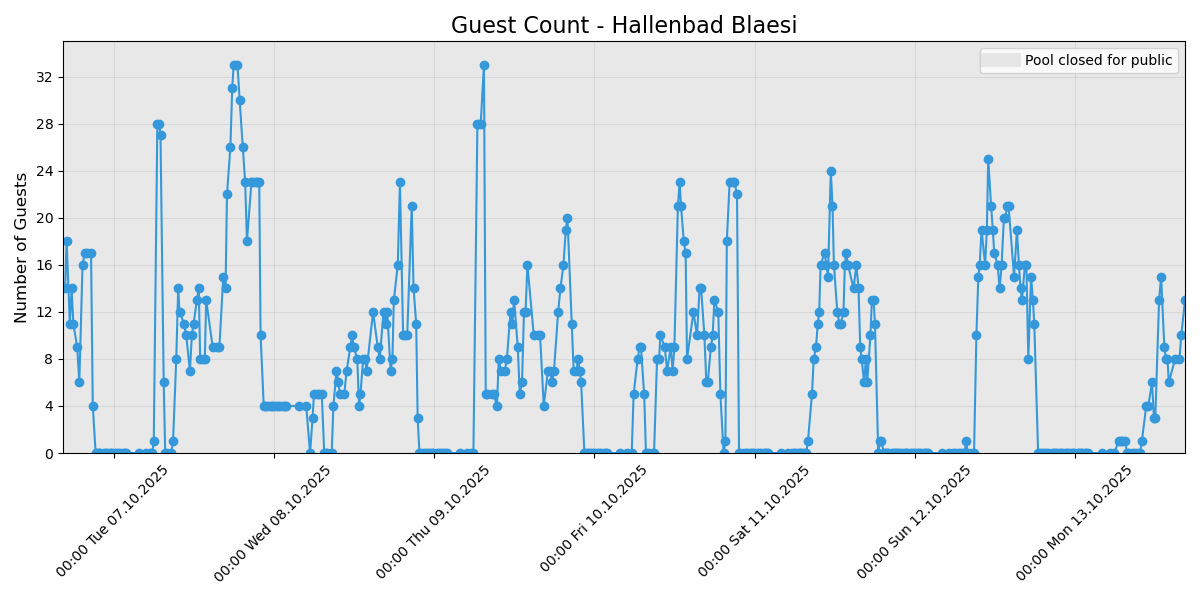 Guest Count - Hallenbad Blaesi
Pool closed for public
Number of Guests
32
28
24
20
16
12
8
4
0
00:00 Tue 07.10.2025
00:00 Wed 08.10.2025
00:00 Thu 09.10.2025
00:00 Fri 10.10.2025
00:00 Sat 11.10.2025
00:00 Sun 12.10.2025
00:00 Mon 13.10.2025